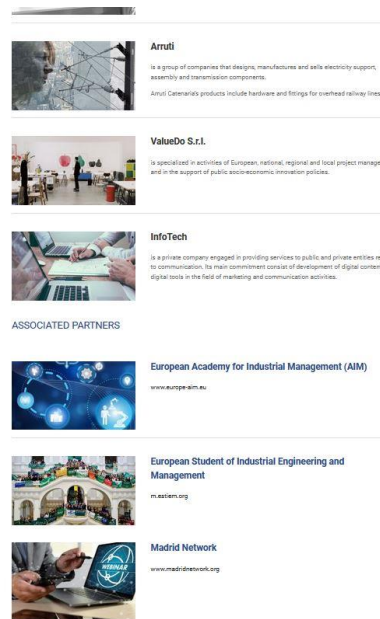 Arruti
is a group of companies that designs, manufactures and sells electricity support,
assembly and transmission components.
Arruti Catenaria's products include hardware and fittings for overhead railway lines
ValueDo S.r.l.
is specialized in activities of European, national, regional and local project manage
and in the support of public socio-economic innovation policies.
InfoTech
is a private company engaged in providing services to public and private entities re
to communication. Its main commitment consist of development of digital conten
digital tools in the field of marketing and communication activities.
ASSOCIATED PARTNERS
European Academy for Industrial Management (AIM)
www.europe-aim.eu
European Student of Industrial Engineering and
Management
m.estiem.org
Madrid Network
www.madridnetwork.org
WEBINAR